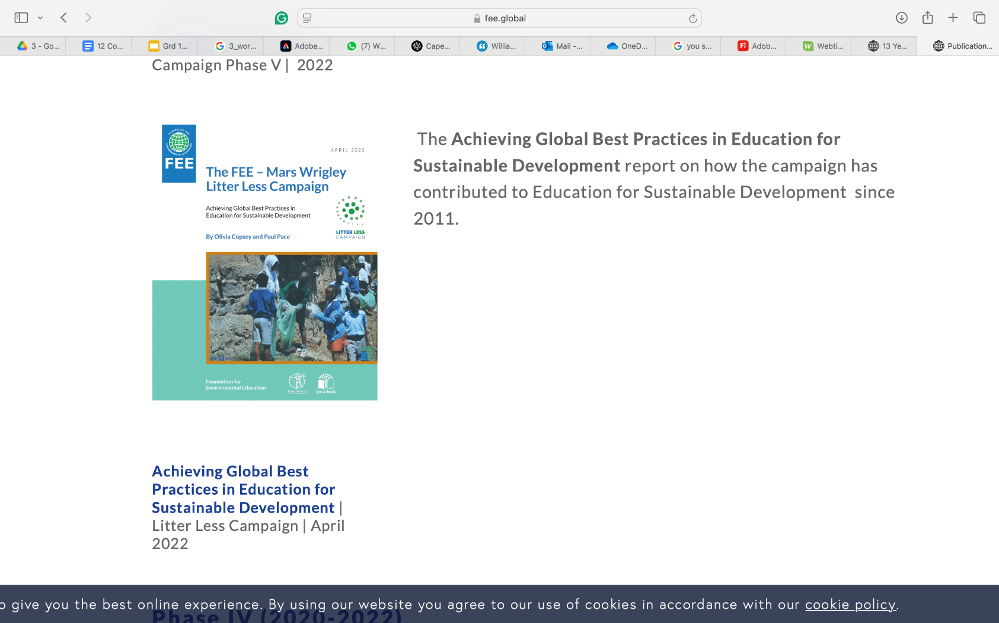 fee.global
3 - Go...
12 Co...
Grd 1...
3_wor...
Adobe...
(7) W...
Cape...
Willia...
Mail -...
OneD...
you s...
Adob...
Webti...
13 Ye...
Publication...
Campaign Phase V | 2022
FEE
APRIL 2022
The FEE – Mars Wrigley
Litter Less Campaign
Achieving Global Best Practices in
Education for Sustainable Development
By Olivia Copsey and Paul Pace
LITTER LESS
CAMPAIGN
Foundation for
Environmental Education
Eco-Schools
The Achieving Global Best Practices in Education for
Sustainable Development report on how the campaign has
contributed to Education for Sustainable Development since
2011.
Achieving Global Best
Practices in Education for
Sustainable Development |
Litter Less Campaign | April
2022
o give you the best online experience. By using our website you agree to our use of cookies in accordance with our cookie policy.
Phase IV (2020-2022)